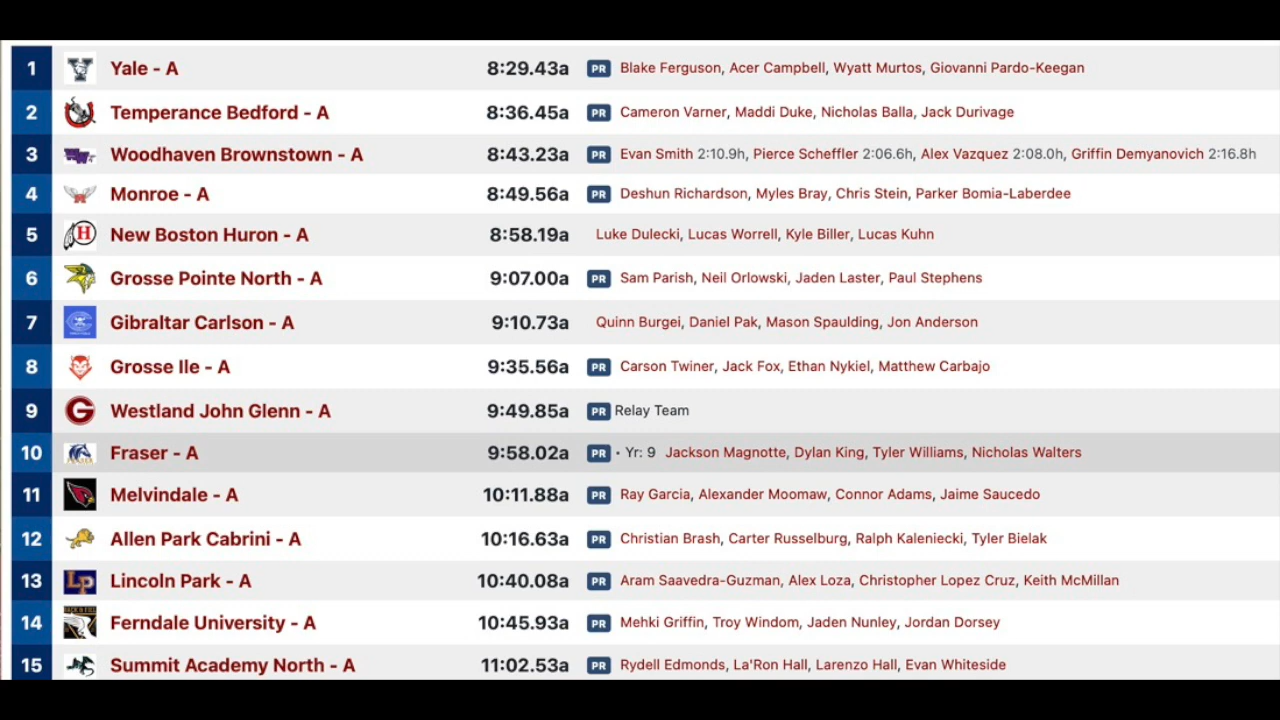 1 Yale - A 8:29.43a PR Blake Ferguson, Acer Campbell, Wyatt Murtos, Giovanni Pardo-Keegan
2 Temperance Bedford - A 8:36.45a PR Cameron Varner, Maddi Duke, Nicholas Balla, Jack Durivage
3 Woodhaven Brownstown - A 8:43.23a PR Evan Smith 2:10.9h, Pierce Scheffler 2:06.6h, Alex Vazquez 2:08.0h, Griffin Demyanovich 2:16.8h
4 Monroe - A 8:49.56a PR Deshun Richardson, Myles Bray, Chris Stein, Parker Bomia-Laberdee
5 New Boston Huron - A 8:58.19a Luke Dulecki, Lucas Worrell, Kyle Biller, Lucas Kuhn
6 Grosse Pointe North - A 9:07.00a PR Sam Parish, Neil Orlowski, Jaden Laster, Paul Stephens
7 Gibraltar Carlson - A 9:10.73a Quinn Burgei, Daniel Pak, Mason Spaulding, Jon Anderson
8 Grosse Ile - A 9:35.56a PR Carson Twiner, Jack Fox, Ethan Nykiel, Matthew Carbajo
9 Westland John Glenn - A 9:49.85a PR Relay Team
10 Fraser - A 9:58.02a PR · Yr: 9 Jackson Magnotte, Dylan King, Tyler Williams, Nicholas Walters
11 Melvindale - A 10:11.88a PR Ray Garcia, Alexander Moomaw, Connor Adams, Jaime Saucedo
12 Allen Park Cabrini - A 10:16.63a PR Christian Brash, Carter Russelburg, Ralph Kaleniecki, Tyler Bielak
13 Lincoln Park - A 10:40.08a PR Aram Saavedra-Guzman, Alex Loza, Christopher Lopez Cruz, Keith McMillan
14 Ferndale University - A 10:45.93a PR Mehki Griffin, Troy Windom, Jaden Nunley, Jordan Dorsey
15 Summit Academy North - A 11:02.53a PR Rydell Edmonds, La'Ron Hall, Larenzo Hall, Evan Whiteside